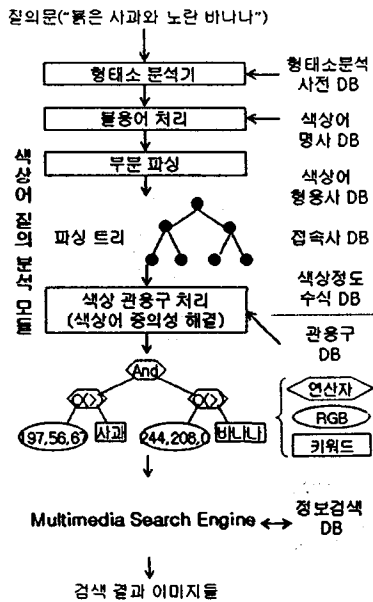 질의문("붉은 사과와 노란 바나나")
형태소 분석기
형태소분석
사전 DB
불용어 처리
색상어
명사 DB
부분 파싱
색상어
형용사 DB
색상어 질의 분석 모듈
파싱 트리
접속사 DB
색상정도
수식 DB
색상 관용구 처리
(색상어 중의성 해결)
관용구
DB
And
O<>
O<>
197,56,67
사과
244,208,0
바나나
연산자
RGB
키워드
Multimedia Search Engine
정보검색
DB
검색 결과 이미지들